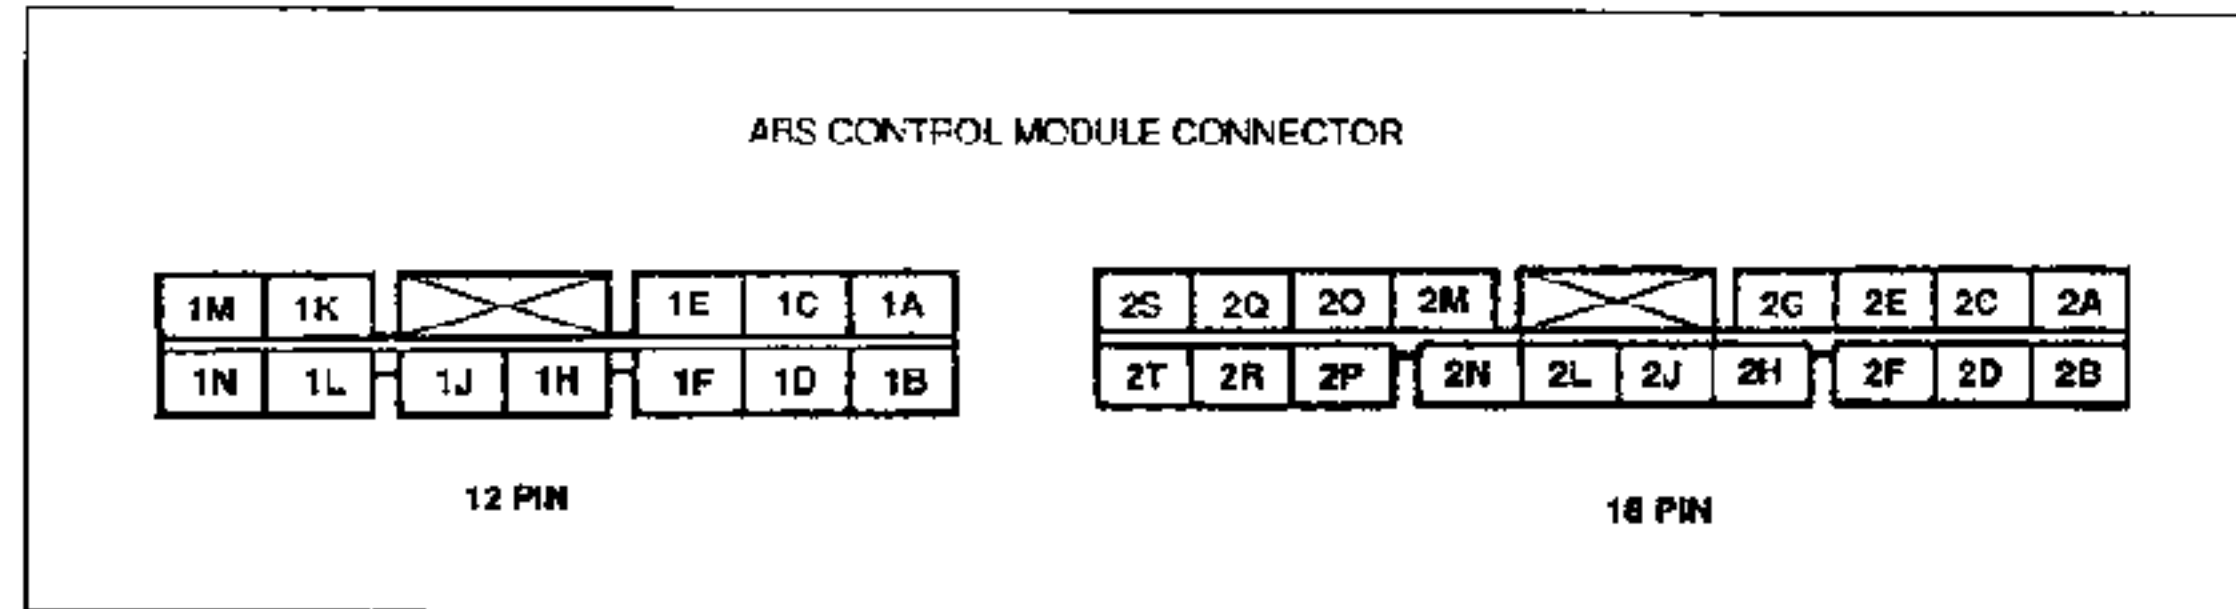 ABS CONTROL MODULE CONNECTOR
1M 1K 1E 1C 1A
1N 1L 1J 1H 1F 1D 1B
12 PIN
2S 2Q 2O 2M 2G 2E 2C 2A
2T 2R 2P 2N 2L 2J 2H 2F 2D 2B
18 PIN